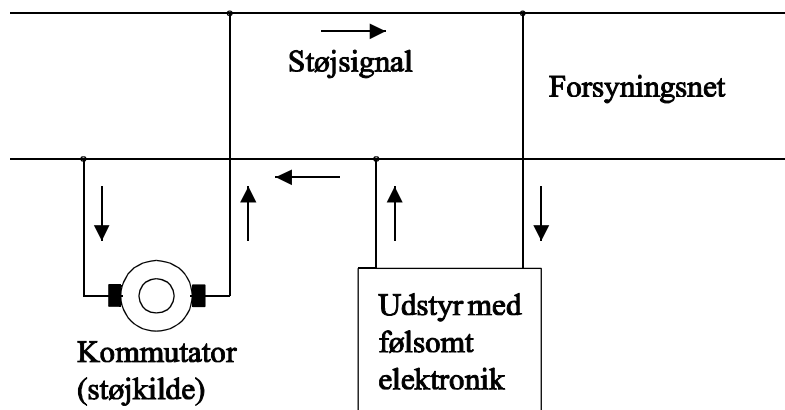 Støjsignal
Forsyningsnet
Kommutator
(støjkilde)
Udstyr med
følsomt
elektronik